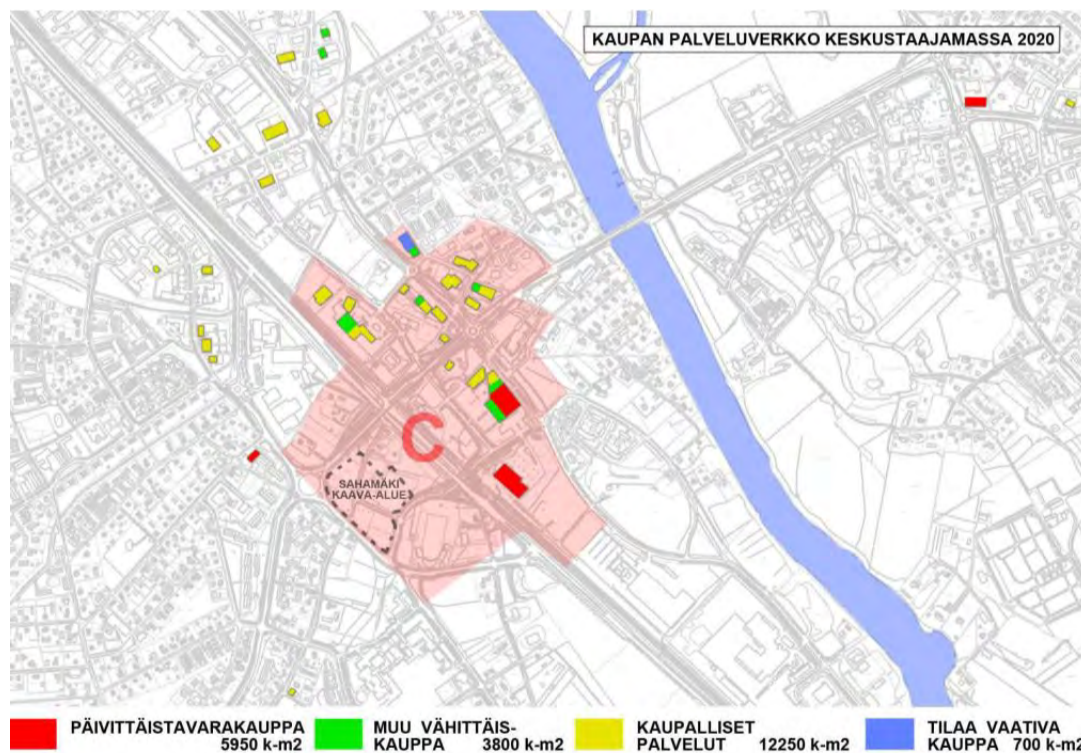 KAUPAN PALVELUVERKKO KESKUSTAAJAMASSA 2020
C
SAHAMÄKI
KAAVA-ALUE
PÄIVITTÄISTAVARAKAUPPA
5950 k-m2
MUU VÄHITTÄIS-
KAUPPA 3800 k-m2
KAUPALLISET
PALVELUT 12250 k-m2
TILAA VAATIVA
KAUPPA 700 k-m2